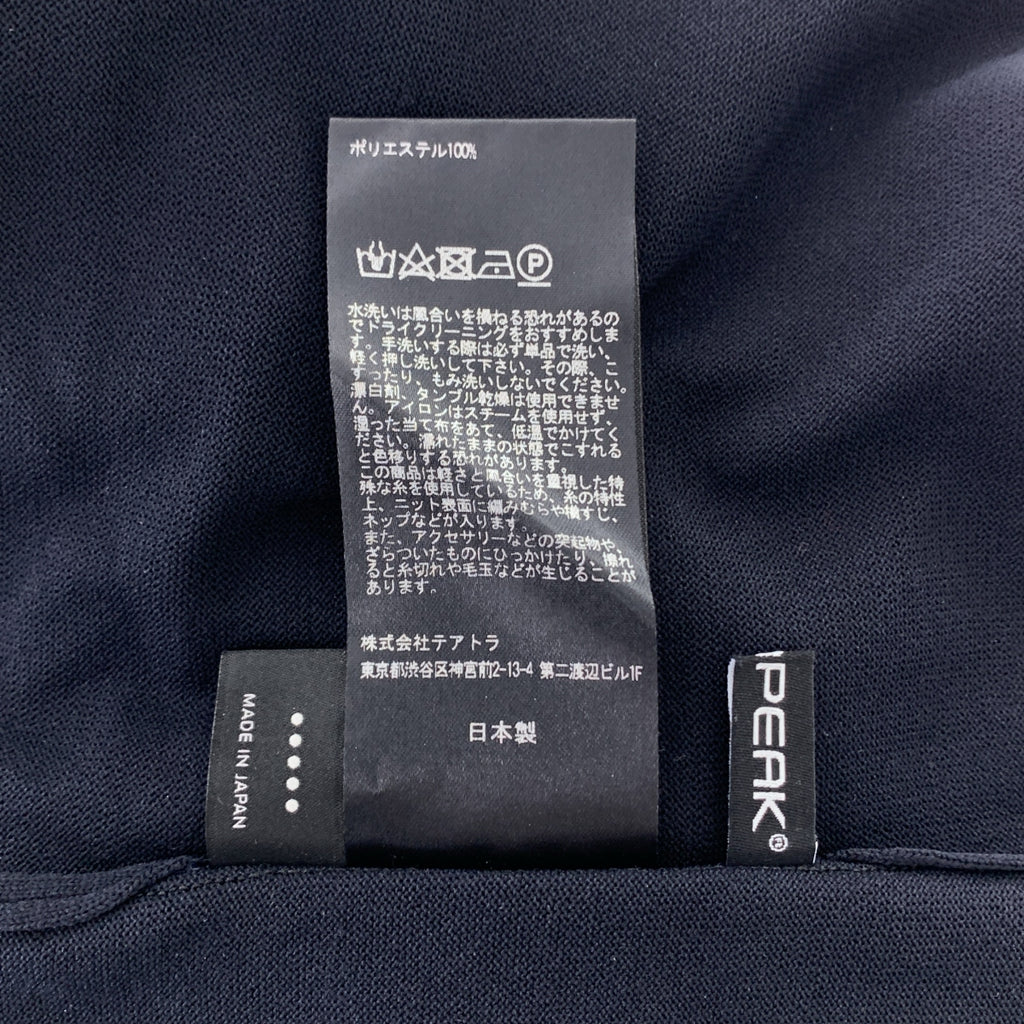 ポリエステル100%
P
水洗いは風合いを損ねる恐れがあるの
でドライクリーニングをおすすめしま
す。手洗いする際は必ず単品で洗い、
軽く押し洗いして下さい。その際、こ
すったり、もみ洗いしないでください。
漂白剤、タンブル乾燥は使用できませ
ん。アイロンはスチームを使用せず、
湿った当て布をあて、低温でかけてく
ださい。濡れたままの状態でこすれる
と色移りする恐れがあります。
この商品は軽さと風合いを重視した特
殊な糸を使用しているため、糸の特性
上、ニット表面に編みむらや横すじ、
ネップなどが入ります。
また、アクセサリーなどの突起物や、
ざらついたものにひっかけたり、擦れ
ると糸切れや毛玉などが生じることが
あります。
株式会社テアトラ
東京都渋谷区神宮前2-13-4 第二渡辺ビル1F
日本製
MADE IN JAPAN
PEAK®